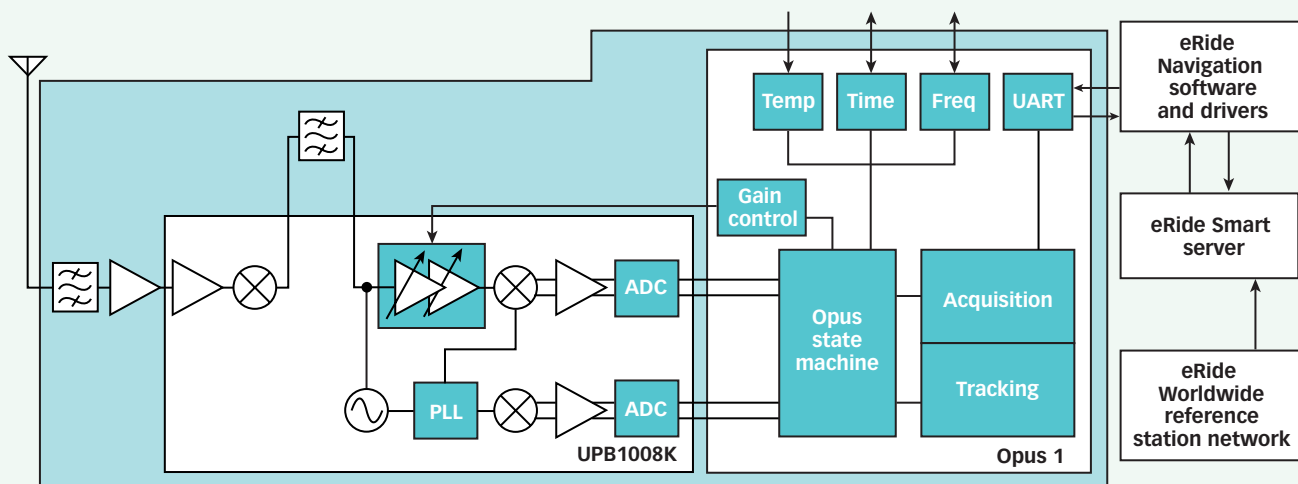 Temp
Time
Freq
UART
eRide
Navigation
software
and drivers
Gain
control
eRide Smart
server
ADC
Opus
state
machine
Acquisition
Tracking
PLL
ADC
eRide
Worldwide
reference
station network
UPB1008K
Opus 1